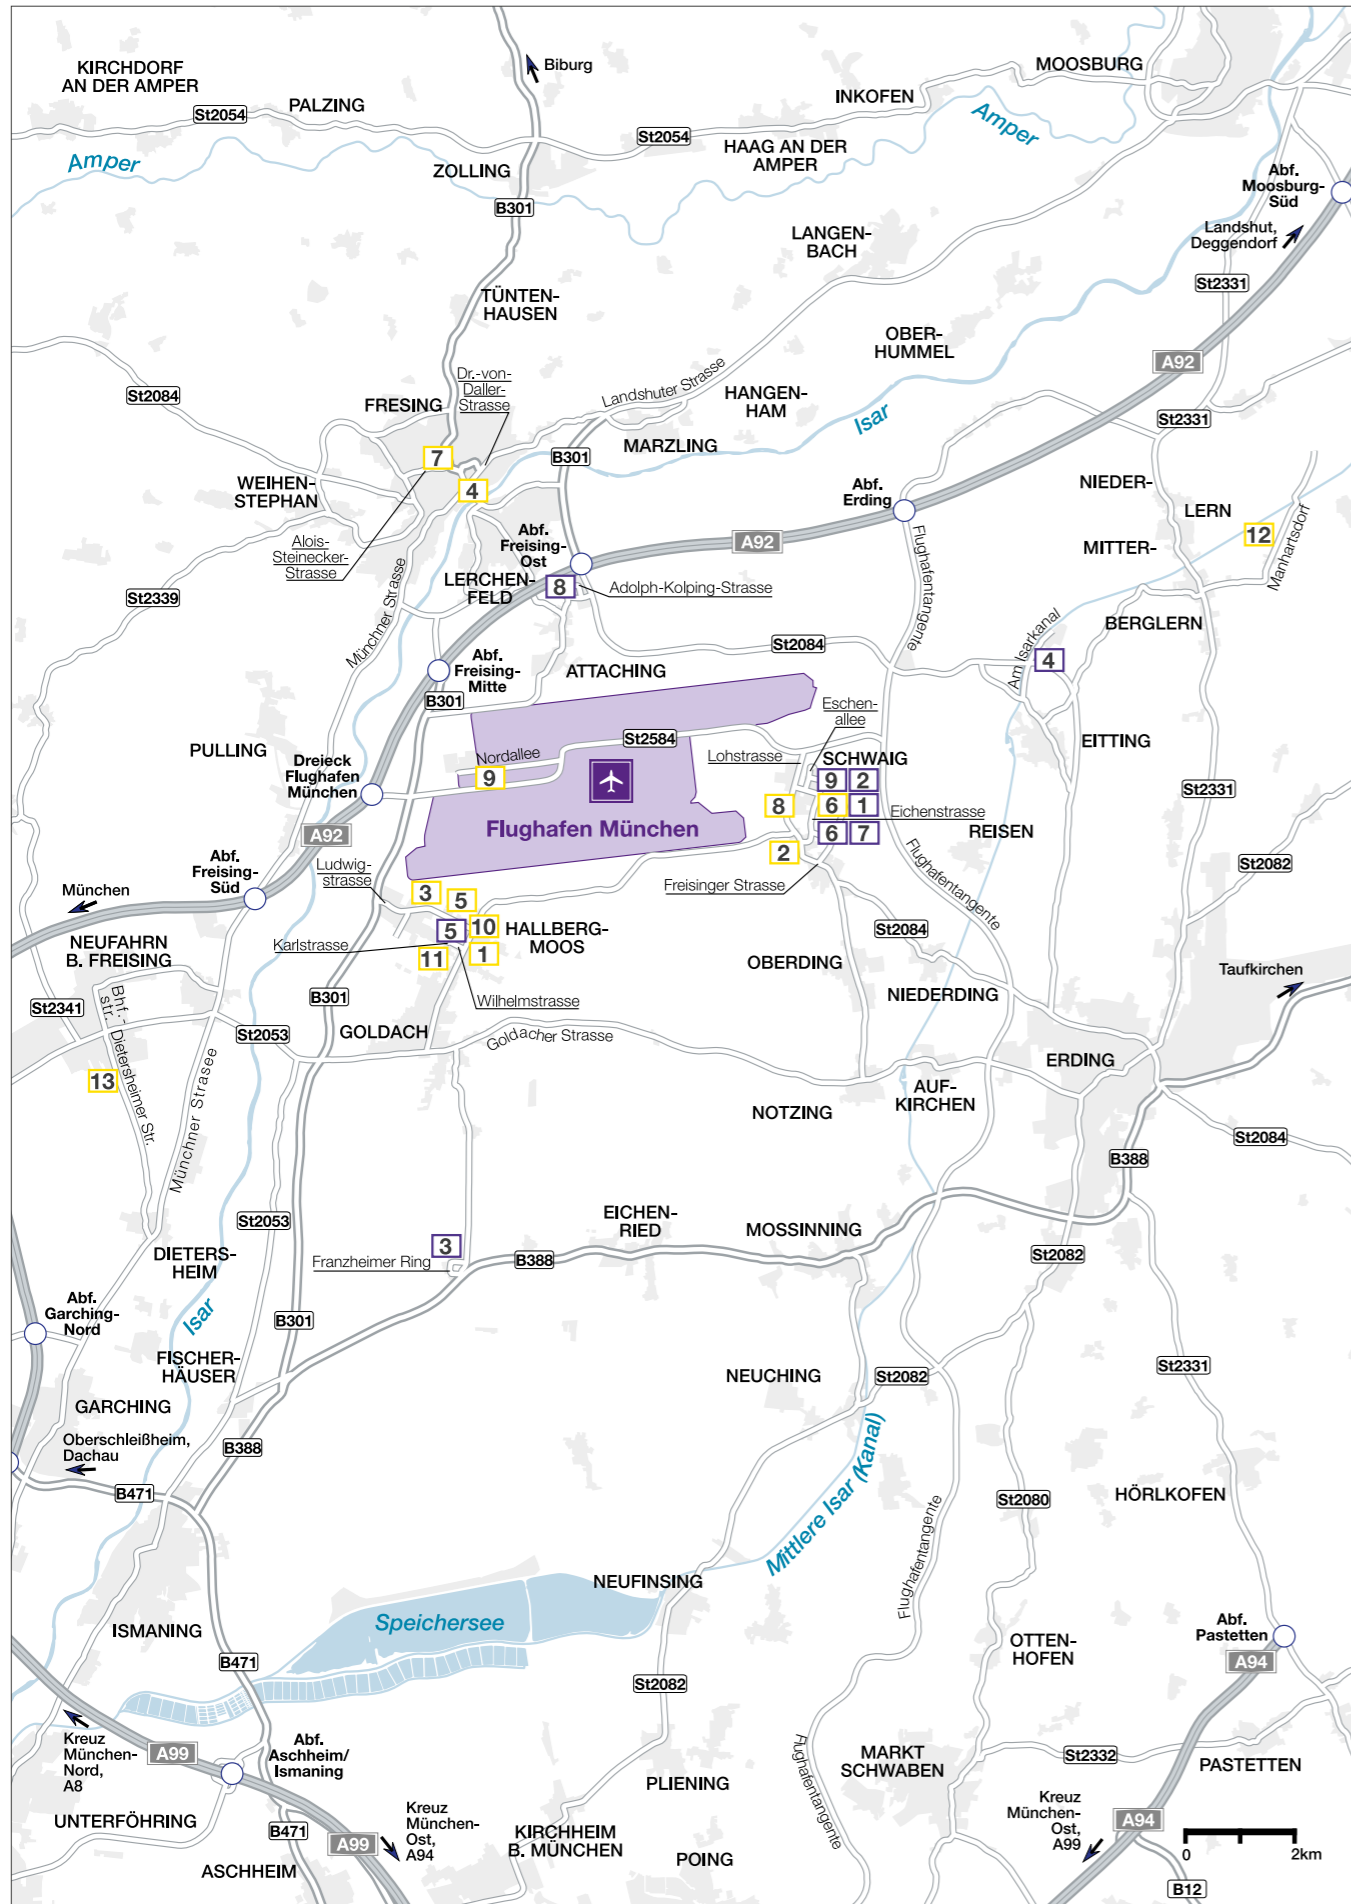 Biburg
KIRCHDORF
AN DER AMPER
PALZING
St2054
MOOSBURG
INKOFEN
St2054
HAAG AN DER
AMPER
Amper
Amper
ZOLLING
B301
Abf.
Moosburg-
Süd
Landshut,
Deggendorf
LANGEN-
BACH
St2331
TÜNTEN-
HAUSEN
OBER-
HUMMEL
A92
Dr.-von-
Daller-
Strasse
Landshuter Strasse
St2084
FRESING
HANGEN-
HAM
Isar
St2331
MARZLING
B301
7
4
WEIHEN-
STEPHAN
Abf.
Erding
NIEDER-
LERN
MITTER-
12
Manhartsdorf
Alois-
Steinecker-
Strasse
Abf.
Freising-
Ost
A92
Flughafentangente
LERCHEN-
FELD
8
Adolph-Kolping-Strasse
St2339
Münchner Strasse
BERGLERN
St2084
Am Isarkanal
4
Abf.
Freising-
Mitte
ATTACHING
B301
Eschen-
allee
PULLING
Nordallee
St2584
Lohstrasse
SCHWAIG
EITTING
Dreieck
Flughafen
München
9
9
2
8
6
1
Eichenstrasse
St2331
Flughafen München
6
7
REISEN
A92
2
Flughafentangente
St2082
Abf.
Freising-
Süd
Ludwig-
strasse
Freisinger Strasse
München
3
5
10
5
HALLBERG-
MOOS
St2084
NEUFAHRN
B. FREISING
Karlstrasse
11
1
OBERDING
Taufkirchen
Wilhelmstrasse
NIEDERDING
B301
St2341
Bhf.-
str.
Dietersheimer Str.
St2053
GOLDACH
Goldacher Strasse
13
Münchner Strasee
ERDING
AUF-
KIRCHEN
NOTZING
St2084
B388
St2053
EICHEN-
RIED
MOSSINNING
DIETERS-
HEIM
3
Franzheimer Ring
B388
St2082
Abf.
Garching-
Nord
Isar
B301
FISCHER-
HÄUSER
NEUCHING
St2082
St2331
GARCHING
Oberschleißheim,
Dachau
B388
B471
Mittlere Isar (Kanal)
St2080
HÖRLKOFEN
Flughafentangente
NEUFINSING
Speichersee
ISMANING
B471
OTTEN-
HOFEN
Abf.
Pastetten
A94
St2082
Kreuz
München-
Nord,
A8
A99
Abf.
Aschheim/
Ismaning
Flughafentangente
MARKT
SCHWABEN
St2332
PASTETTEN
PLIENING
UNTERFÖHRING
B471
A99
Kreuz
München-
Ost,
A94
KIRCHHEIM
B. MÜNCHEN
POING
Kreuz
München-
Ost,
A99
A94
0
2km
ASCHHEIM
B12